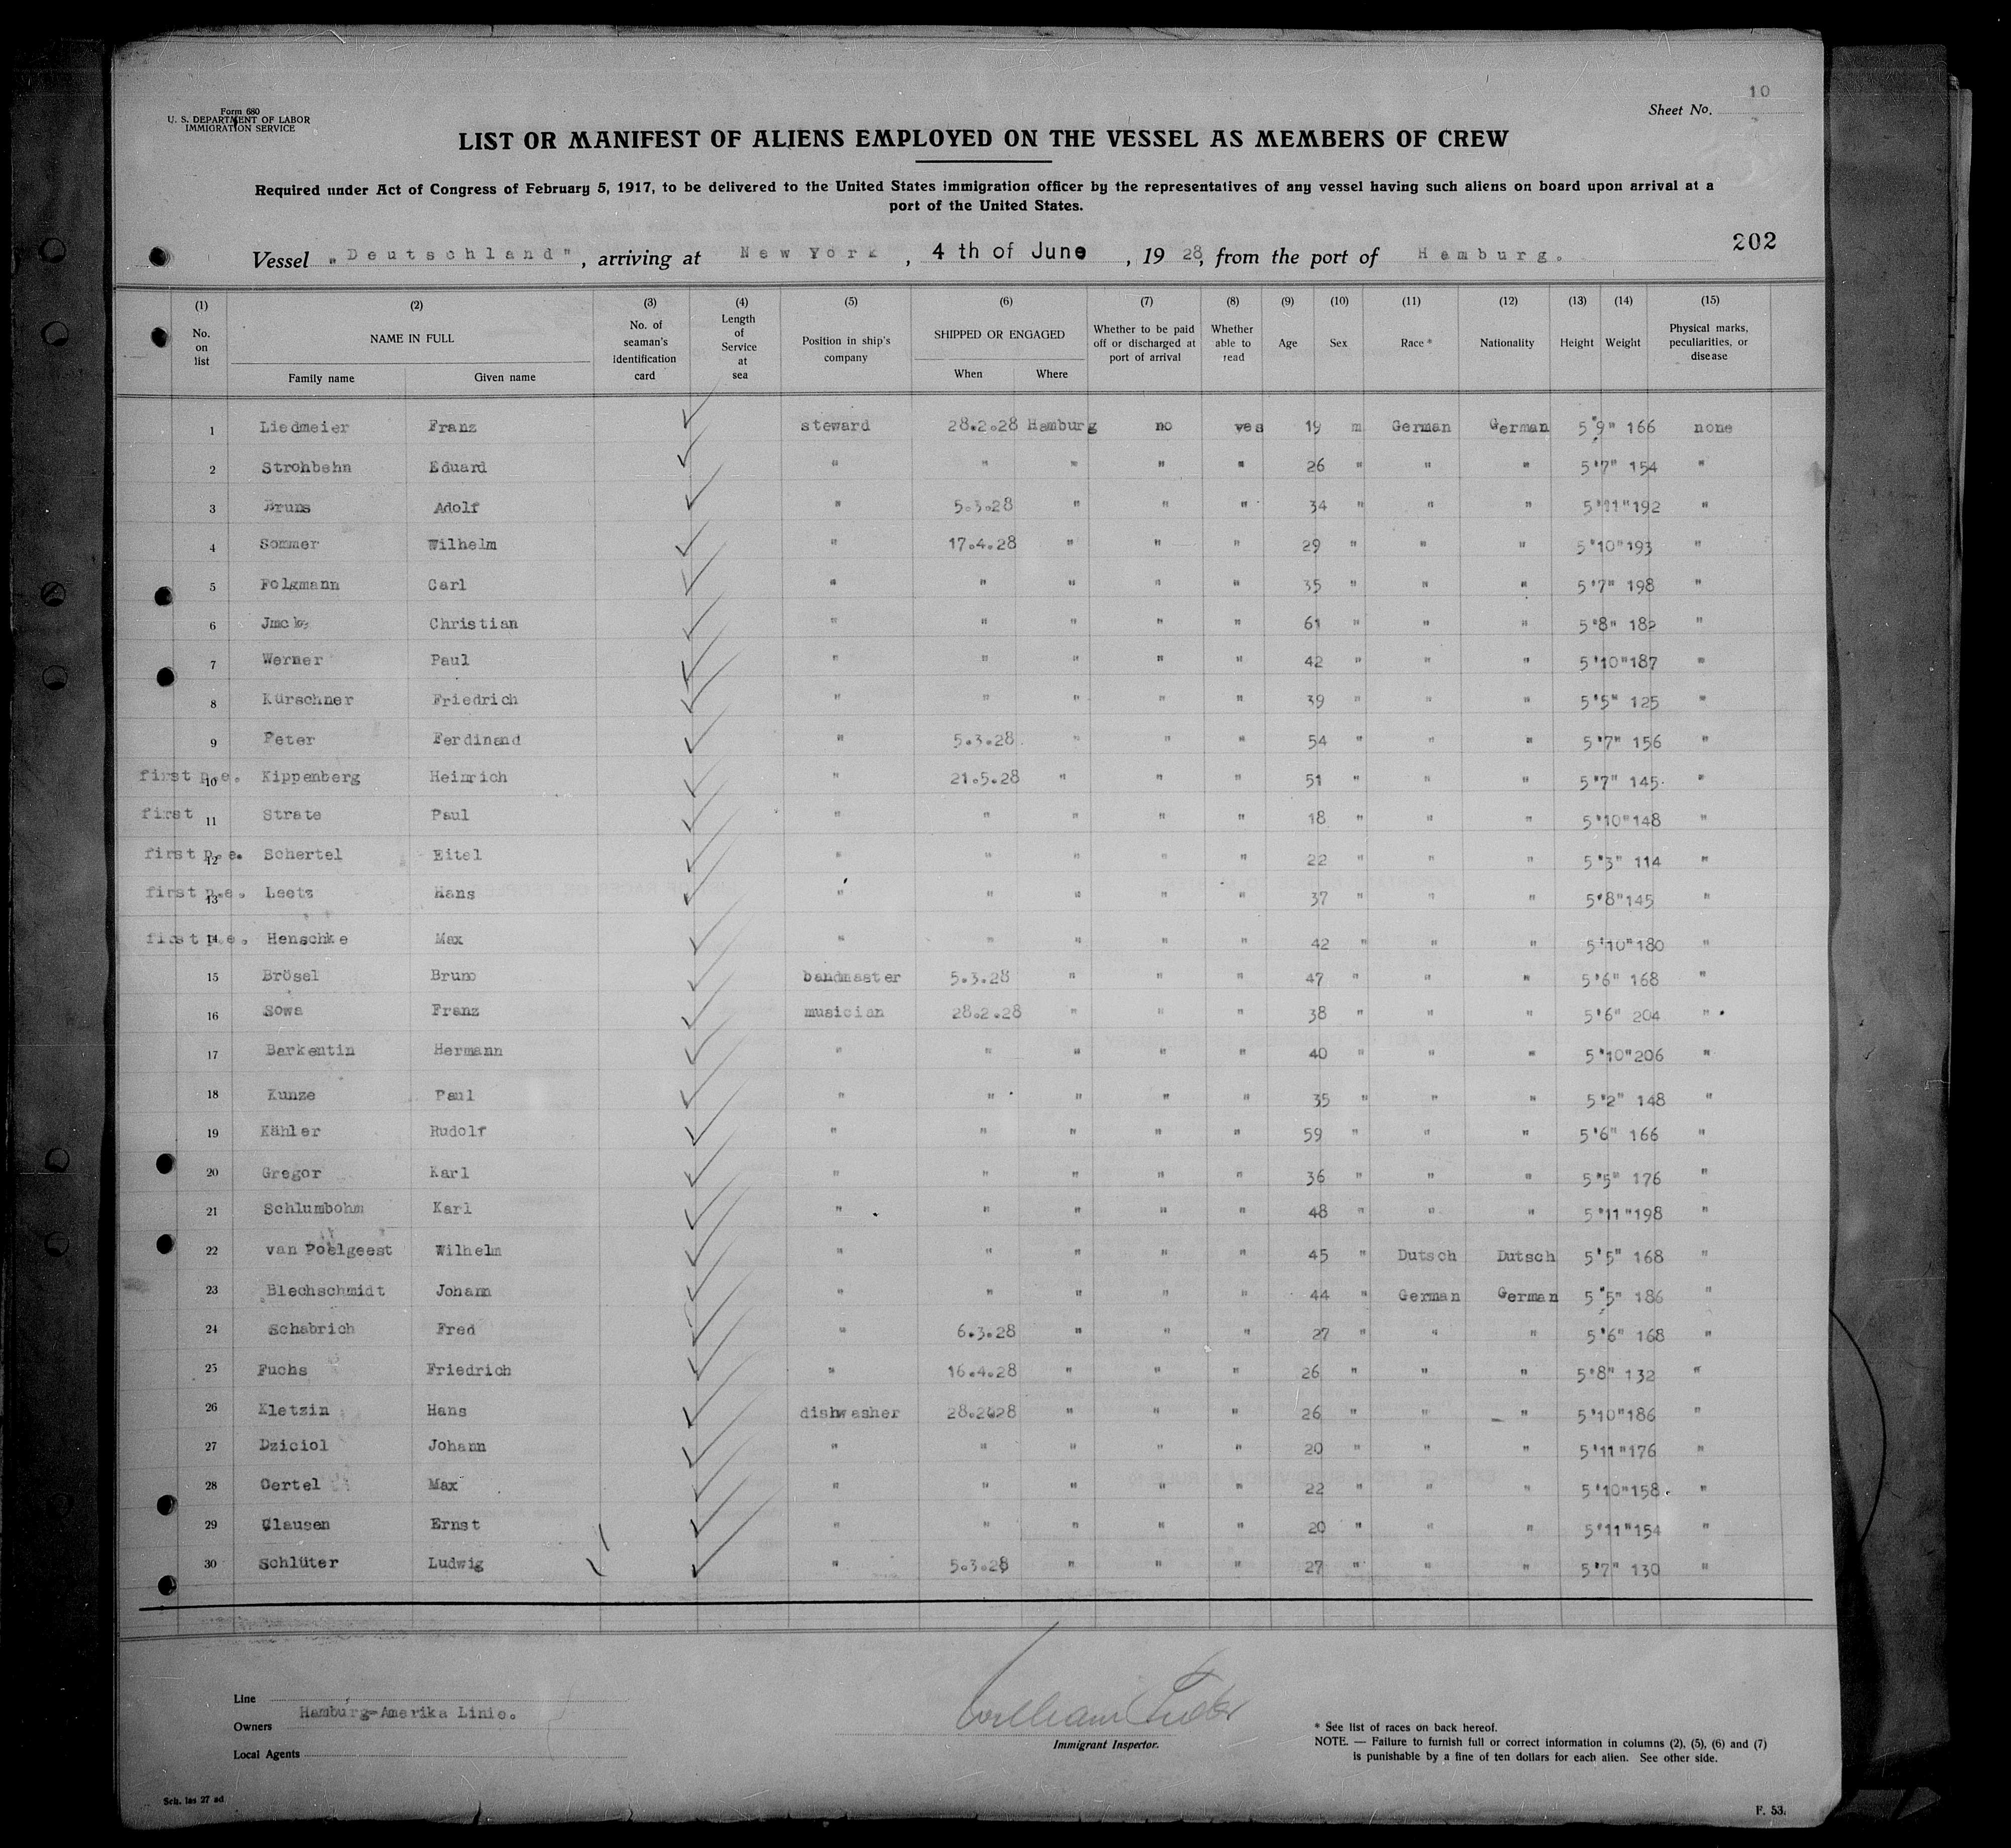 Form 680
U. S. DEPARTMENT OF LABOR
IMMIGRATION SERVICE
10
Sheet No.
LIST OR MANIFEST OF ALIENS EMPLOYED ON THE VESSEL AS MEMBERS OF CREW
Required under Act of Congress of February 5, 1917, to be delivered to the United States immigration officer by the representatives of any vessel having such aliens on board upon arrival at a
port of the United States.
202
Vessel „Deutschland", arriving at New York, 4 th of June, 19 28, from the port of Hamburg.
(1) (2) (3) (4) (5) (6) (7) (8) (9) (10) (11) (12) (13) (14) (15)
No. on list NAME IN FULL Family name Given name No. of seaman's identification card Length of Service at sea Position in ship's company SHIPPED OR ENGAGED When Where Whether to be paid off or discharged at port of arrival Whether able to read Age Sex Race * Nationality Height Weight Physical marks, peculiarities, or disease
1 Liedmeier Franz steward 28.2.28 Hamburg no yes 19 m German German 5'9" 166 none
2 Strohbehn Eduard " " " " " 26 " " " 5'7" 154 "
3 Bruns Adolf " 5.3.28 " " " 34 " " " 5'11" 192 "
4 Sommer Wilhelm " 17.4.28 " " " 29 " " " 5'10" 193 "
5 Folgmann Carl " " " " " 35 " " " 5'7" 198 "
6 Christian " " " " " 61 " " " 5'8" 182 "
7 Werner Paul " " " " " 42 " " " 5'10" 187 "
8 Kürschner Friedrich " " " " " 39 " " " 5'5" 125 "
9 Peter Ferdinand " 5.3.28 " " " 54 " " " 5'7" 156 "
first p.e. 10 Kippenberg Heinrich " 21.5.28 " " " 51 " " " 5'7" 145 "
first 11 Strate Paul " " " " " 18 " " " 5'10" 148 "
first p.e. 12 Schertel Eitel " " " " " 22 " " " 5'3" 114 "
first p.e. 13 Leetz Hans " " " " " 37 " " " 5'8" 145 "
first p.e. 14 Henschke Max " " " " " 42 " " " 5'10" 180 "
15 Brösel Bruno bandmaster 5.3.28 " " " 47 " " " 5'6" 168 "
16 Sowa Franz musician 28.2.28 " " " 38 " " " 5'6" 204 "
17 Barkentin Hermann " " " " " 40 " " " 5'10" 206 "
18 Kunze Paul " " " " " 35 " " " 5'2" 148 "
19 Kähler Rudolf " " " " " 59 " " " 5'6" 166 "
20 Gregor Karl " " " " " 36 " " " 5'5" 176 "
21 Schlumbohm Karl " " " " " 48 " " " 5'11" 198 "
22 van Poelgeest Wilhelm " " " " " 45 " Dutsch Dutsch 5'5" 168 "
23 Blechschmidt Johann " " " " " 44 " German German 5'5" 186 "
24 Schabrich Fred " 6.3.28 " " " 27 " " " 5'6" 168 "
25 Fuchs Friedrich " 16.4.28 " " " 26 " " " 5'8" 132 "
26 Kletzin Hans dishwasher 28.2.28 " " " 26 " " " 5'10" 186 "
27 Dziciol Johann " " " " " 20 " " " 5'11" 176 "
28 Oertel Max " " " " " 22 " " " 5'10" 158 "
29 Clausen Ernst " " " " " 20 " " " 5'11" 154 "
30 Schlüter Ludwig " 5.3.28 " " " 27 " " " 5'7" 130 "
Line
Owners Hamburg-Amerika Linie.
Local Agents
William
Immigrant Inspector.
* See list of races on back hereof.
NOTE. — Failure to furnish full or correct information in columns (2), (5), (6) and (7)
is punishable by a fine of ten dollars for each alien. See other side.
Sch. las 27 ad
F. 53.